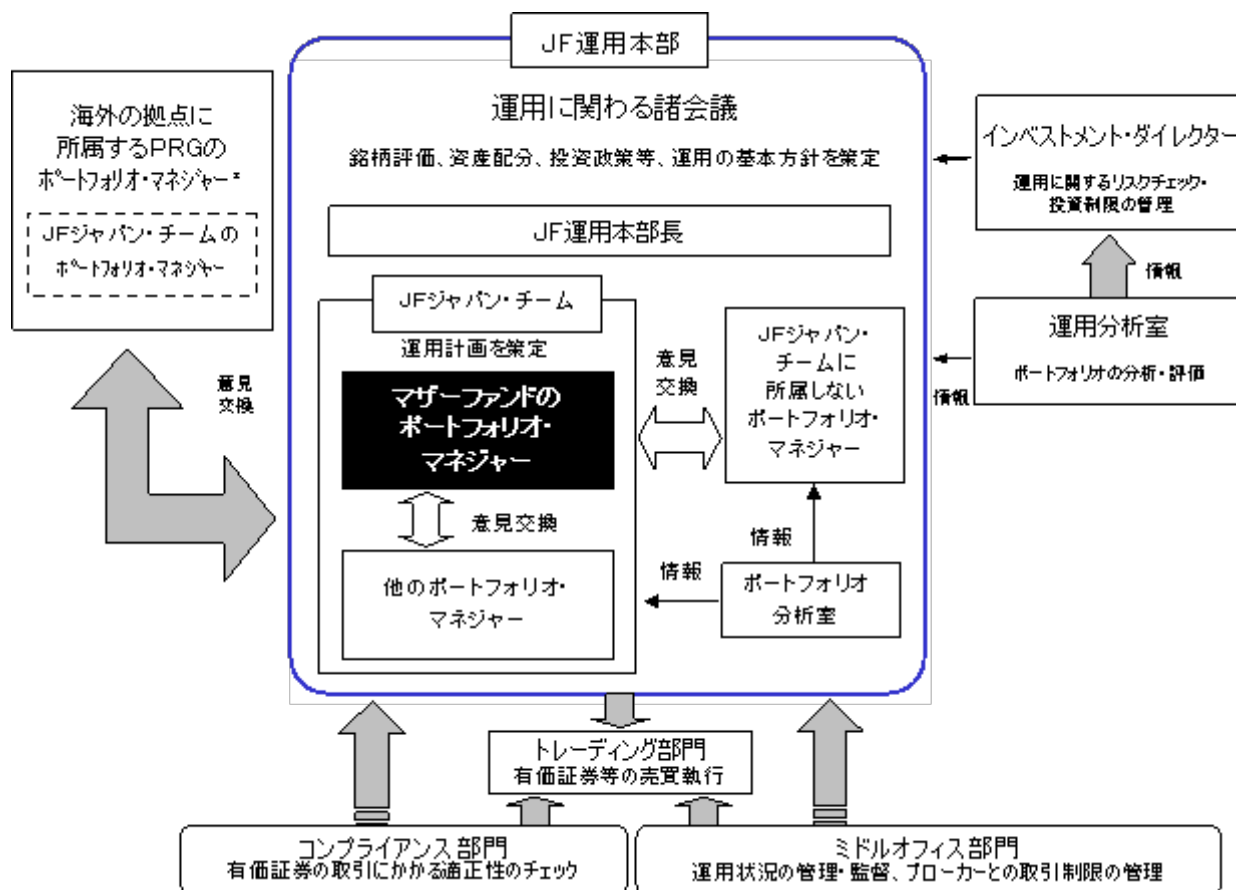 JF運用本部
運用に関わる諸会議
銘柄評価、資産配分、投資政策等、運用の基本方針を策定
JF運用本部長
海外の拠点に
所属するPRGの
ポートフォリオ・マネジャー*
JFジャパン・チームの
ポートフォリオ・マネジャー
意見
交換
JFジャパン・チーム
運用計画を策定
マザーファンドの
ポートフォリオ・
マネジャー
意見交換
他のポートフォリオ・
マネジャー
意見
交換
JFジャパン・
チームに
所属しない
ポートフォリオ・
マネジャー
情報
情報
ポートフォリオ
分析室
インベストメント・ダイレクター
運用に関するリスクチェック・
投資制限の管理
情報
運用分析室
ポートフォリオの分析・評価
情報
トレーディング部門
有価証券等の売買執行
コンプライアンス部門
有価証券の取引にかかる適正性のチェック
ミドルオフィス部門
運用状況の管理・監督、ブローカーとの取引制限の管理